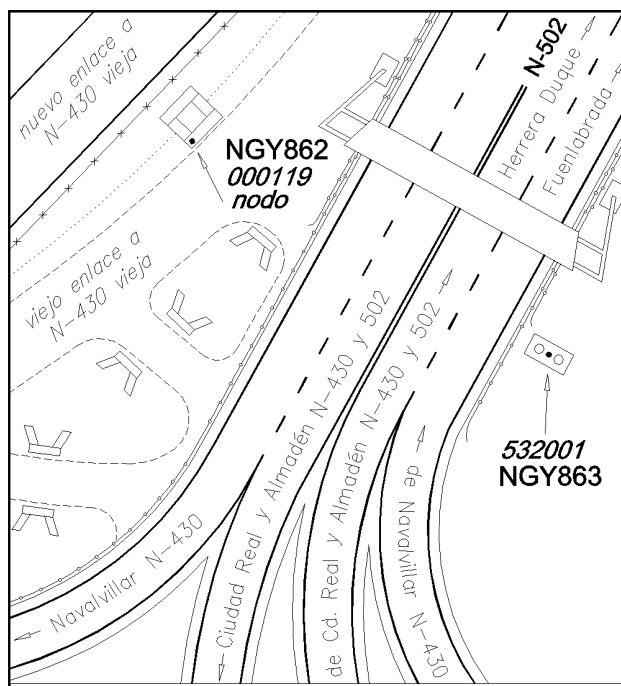 nuevo enlace a
N-430 vieja
N-502
Herrera Duque
Fuenlabrada
NGY862
000119
nodo
viejo enlace a
N-430 vieja
532001
NGY863
Navalvillar N-430
Ciudad Real y Almadén N-430 y 502
de Cd. Real y Almadén N-430 y 502
de Navalvillar N-430